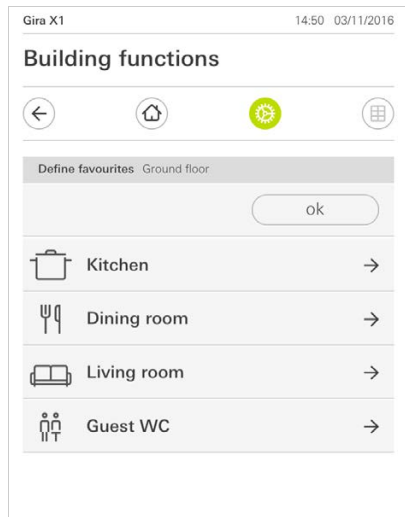 Gira X1 14:50 03/11/2016
Building functions
Define favourites Ground floor
ok
Kitchen
Dining room
Living room
Guest WC